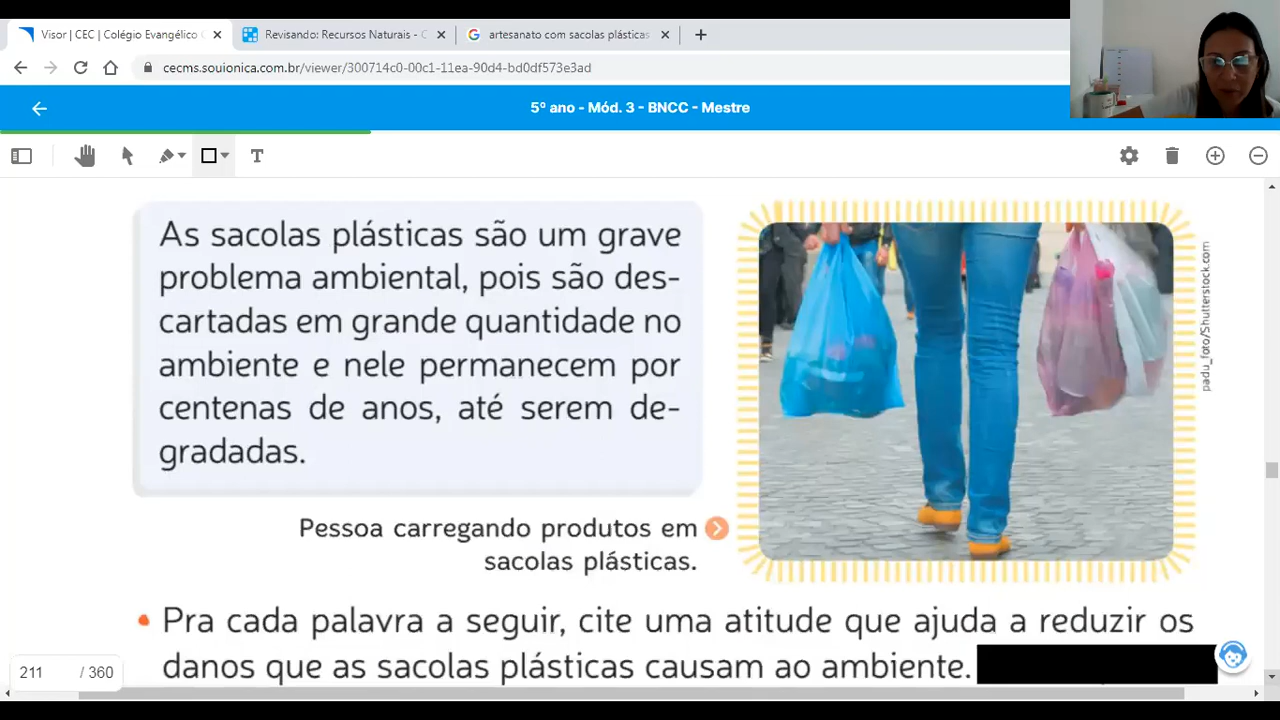 Visor | CEC | Colégio Evangélico
Revisando: Recursos Naturais - C
artesanato com sacolas plásticas
cecms.souionica.com.br/viewer/300714c0-00c1-11ea-90d4-bd0df573e3ad
5º ano - Mód. 3 - BNCC - Mestre
T
As sacolas plásticas são um grave
problema ambiental, pois são des-
cartadas em grande quantidade no
ambiente e nele permanecem por
centenas de anos, até serem de-
gradadas.
padu_foto/Shutterstock.com
Pessoa carregando produtos em
sacolas plásticas.
Pra cada palavra a seguir, cite uma atitude que ajuda a reduzir os
danos que as sacolas plásticas causam ao ambiente.
211 / 360